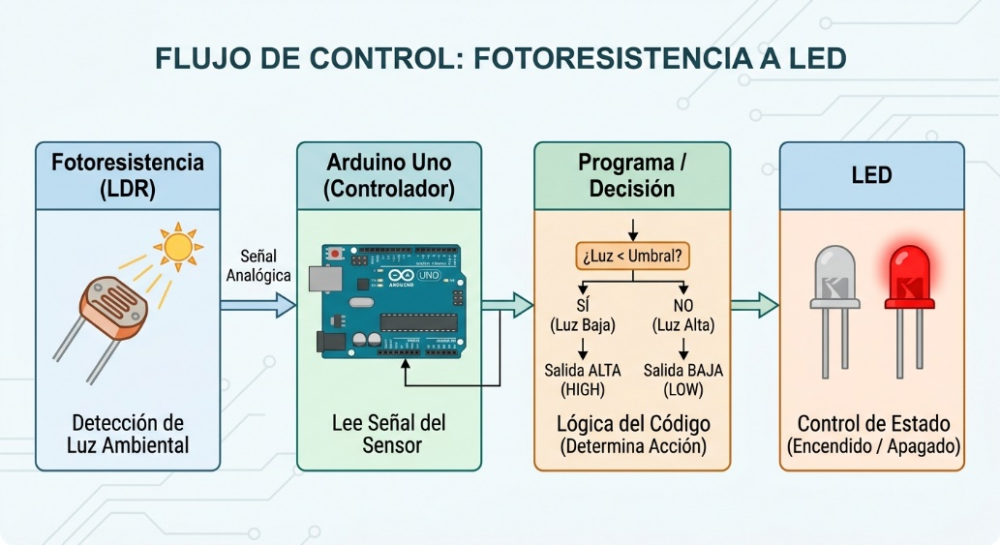 FLUJO DE CONTROL: FOTORESISTENCIA A LED
Fotoresistencia
(LDR)
Detección de
Luz Ambiental
Señal
Analógica
Arduino Uno
(Controlador)
UNO
ARDUINO
Lee Señal del
Sensor
Programa /
Decisión
¿Luz < Umbral?
SÍ
(Luz Baja)
NO
(Luz Alta)
Salida ALTA
(HIGH)
Salida BAJA
(LOW)
Lógica del Código
(Determina Acción)
LED
Control de Estado
(Encendido / Apagado)